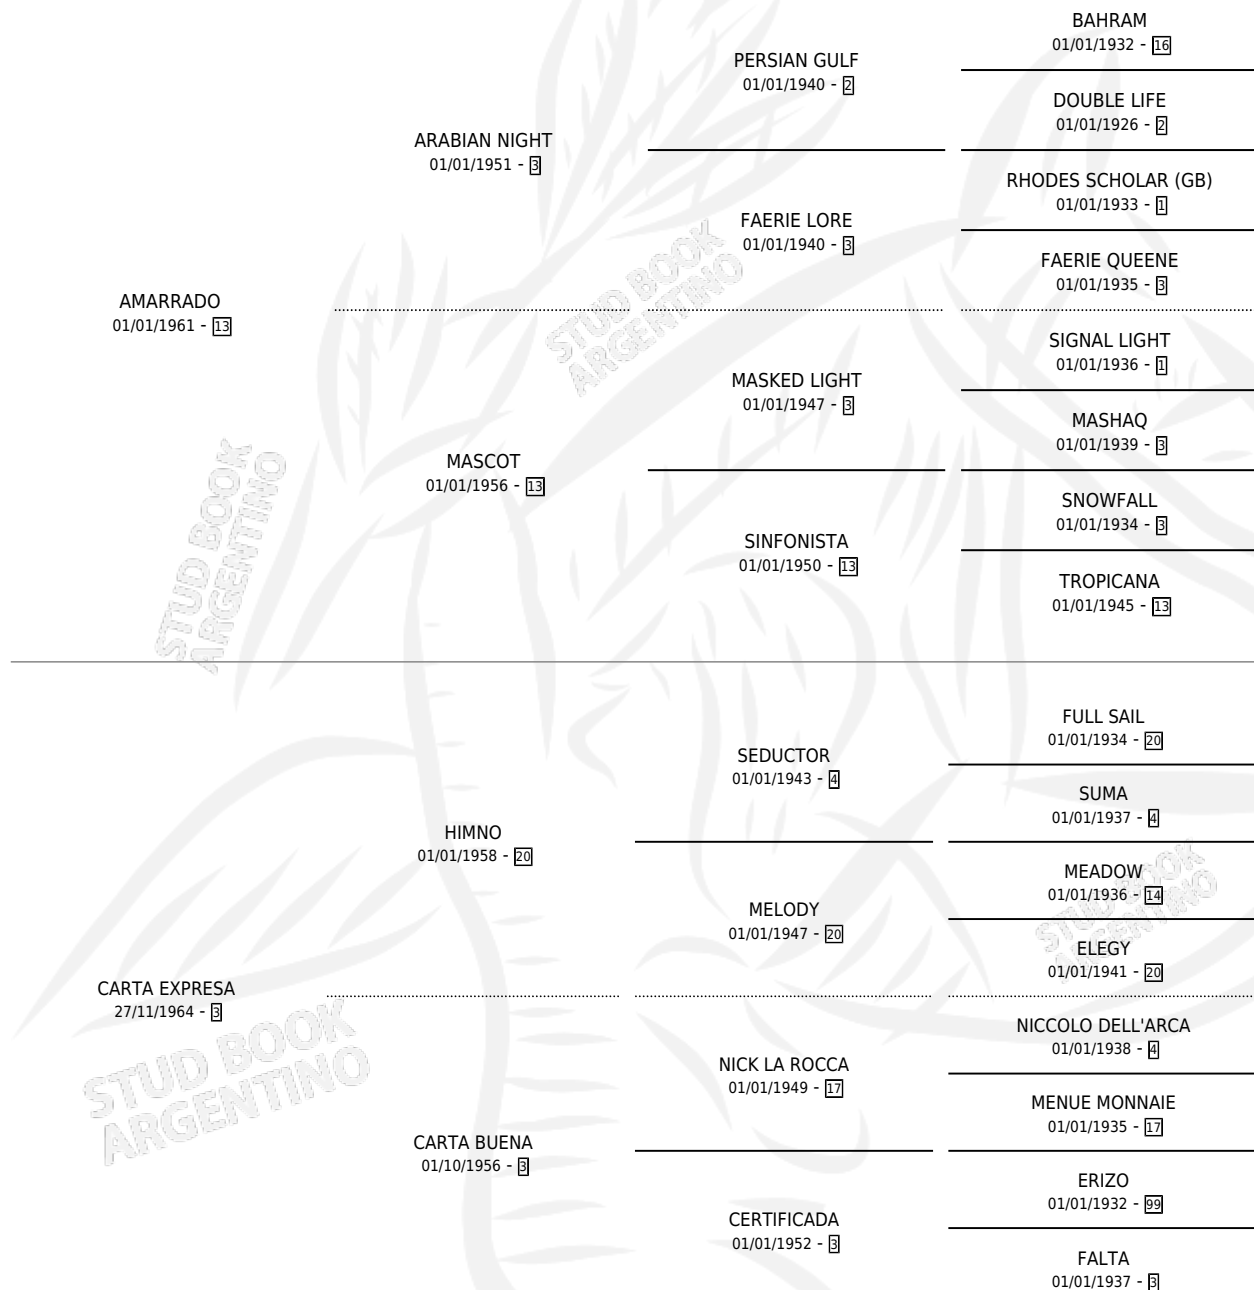 BAHRAM
01/01/1932 - 16
PERSIAN GULF
01/01/1940 - 2
DOUBLE LIFE
01/01/1926 - 2
ARABIAN NIGHT
01/01/1951 - 3
RHODES SCHOLAR (GB)
01/01/1933 - 1
FAERIE LORE
01/01/1940 - 3
FAERIE QUEENE
01/01/1935 - 3
AMARRADO
01/01/1961 - 13
SIGNAL LIGHT
01/01/1936 - 1
MASKED LIGHT
01/01/1947 - 3
MASHAQ
01/01/1939 - 3
MASCOT
01/01/1956 - 13
SNOWFALL
01/01/1934 - 3
SINFONISTA
01/01/1950 - 13
TROPICANA
01/01/1945 - 13
FULL SAIL
01/01/1934 - 20
SEDUCTOR
01/01/1943 - 4
SUMA
01/01/1937 - 4
HIMNO
01/01/1958 - 20
MEADOW
01/01/1936 - 14
MELODY
01/01/1947 - 20
ELEGY
01/01/1941 - 20
CARTA EXPRESA
27/11/1964 - 3
NICCOLO DELL'ARCA
01/01/1938 - 4
NICK LA ROCCA
01/01/1949 - 17
MENUE MONNAIE
01/01/1935 - 17
CARTA BUENA
01/10/1956 - 3
ERIZO
01/01/1932 - 99
CERTIFICADA
01/01/1952 - 3
FALTA
01/01/1937 - 3
STUD BOOK
ARGENTINO
STUD BOOK
ARGENTINO
STUD BOOK
ARGENTINO
STUD BOOK
ARGENTINO